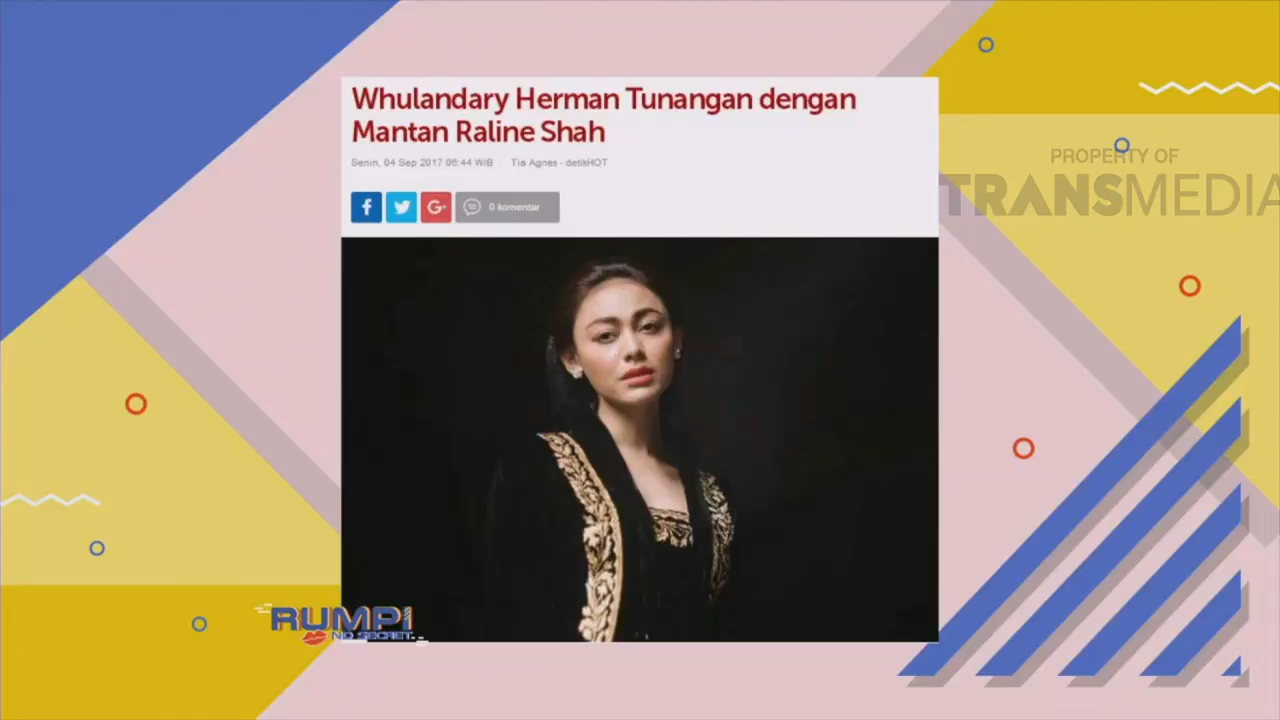 Whulandary Herman Tunangan dengan
Mantan Raline Shah
Senin, 04 Sep 2017 06:44 WIB · Tia Agnes - detikHOT
f G+ 0 komentar
PROPERTY OF
TRANSMEDIA
RUMPI
NO SECRET